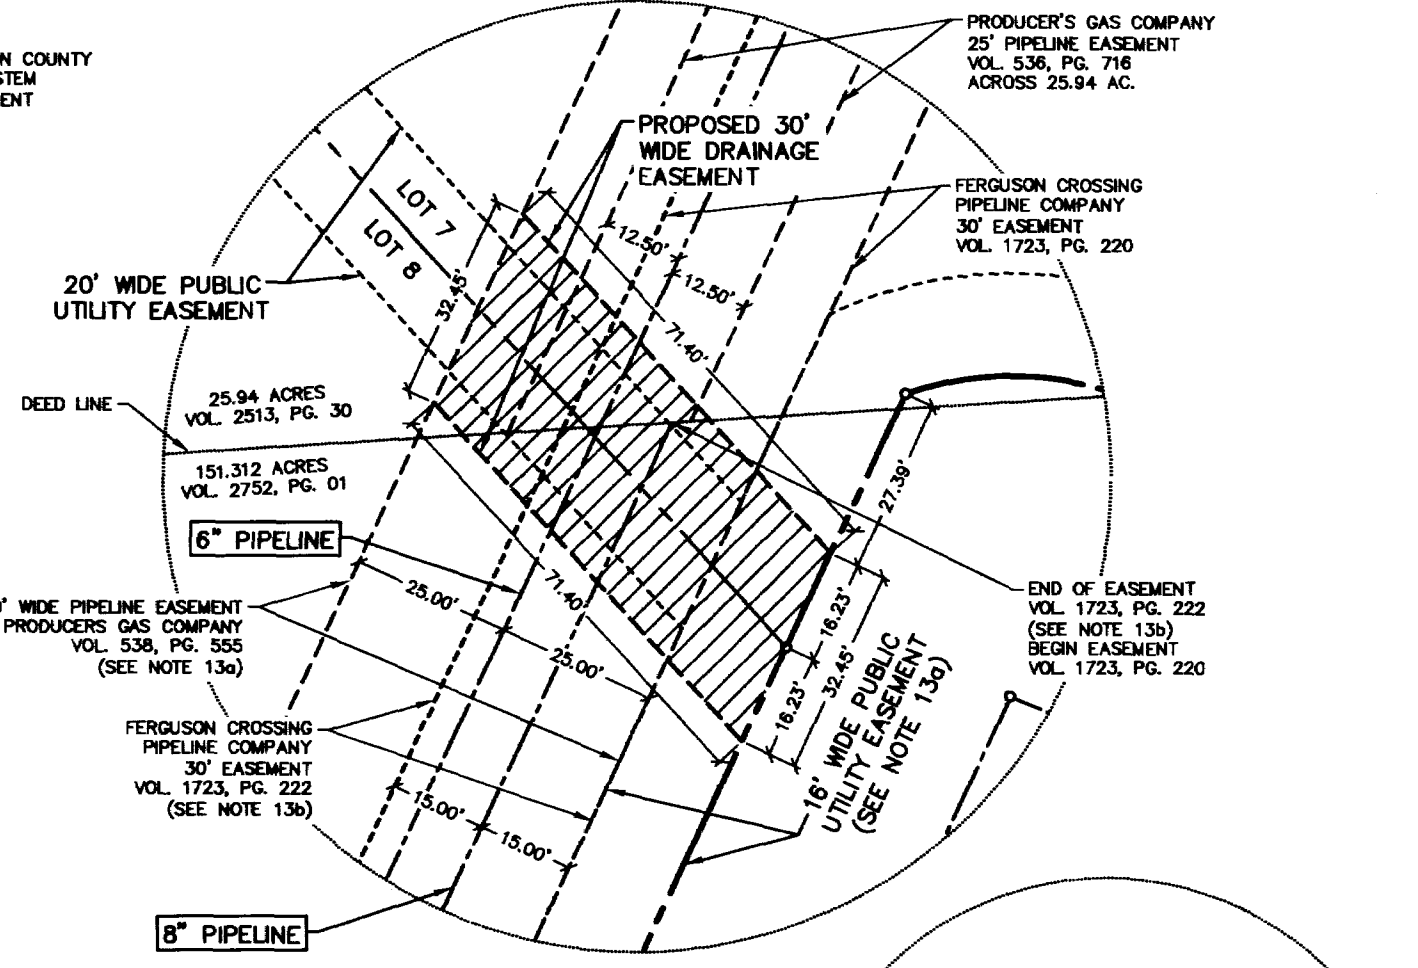 N COUNTY
STEM
ENT
PRODUCER'S GAS COMPANY
25' PIPELINE EASEMENT
VOL. 536, PG. 716
ACROSS 25.94 AC.
PROPOSED 30'
WIDE DRAINAGE
EASEMENT
FERGUSON CROSSING
PIPELINE COMPANY
30' EASEMENT
VOL. 1723, PG. 220
LOT 7
LOT 8
12.50'
12.50'
32.45'
71.40'
20' WIDE PUBLIC
UTILITY EASEMENT
DEED LINE
25.94 ACRES
VOL. 2513, PG. 30
151.312 ACRES
VOL. 2752, PG. 01
27.39'
6" PIPELINE
25.00'
71.40'
25.00'
' WIDE PIPELINE EASEMENT
PRODUCERS GAS COMPANY
VOL. 538, PG. 555
(SEE NOTE 13a)
END OF EASEMENT
VOL. 1723, PG. 222
(SEE NOTE 13b)
BEGIN EASEMENT
VOL. 1723, PG. 220
16.23'
32.45'
16.23'
16' WIDE PUBLIC
UTILITY EASEMENT
(SEE NOTE 13a)
FERGUSON CROSSING
PIPELINE COMPANY
30' EASEMENT
VOL. 1723, PG. 222
(SEE NOTE 13b)
15.00'
15.00'
8" PIPELINE